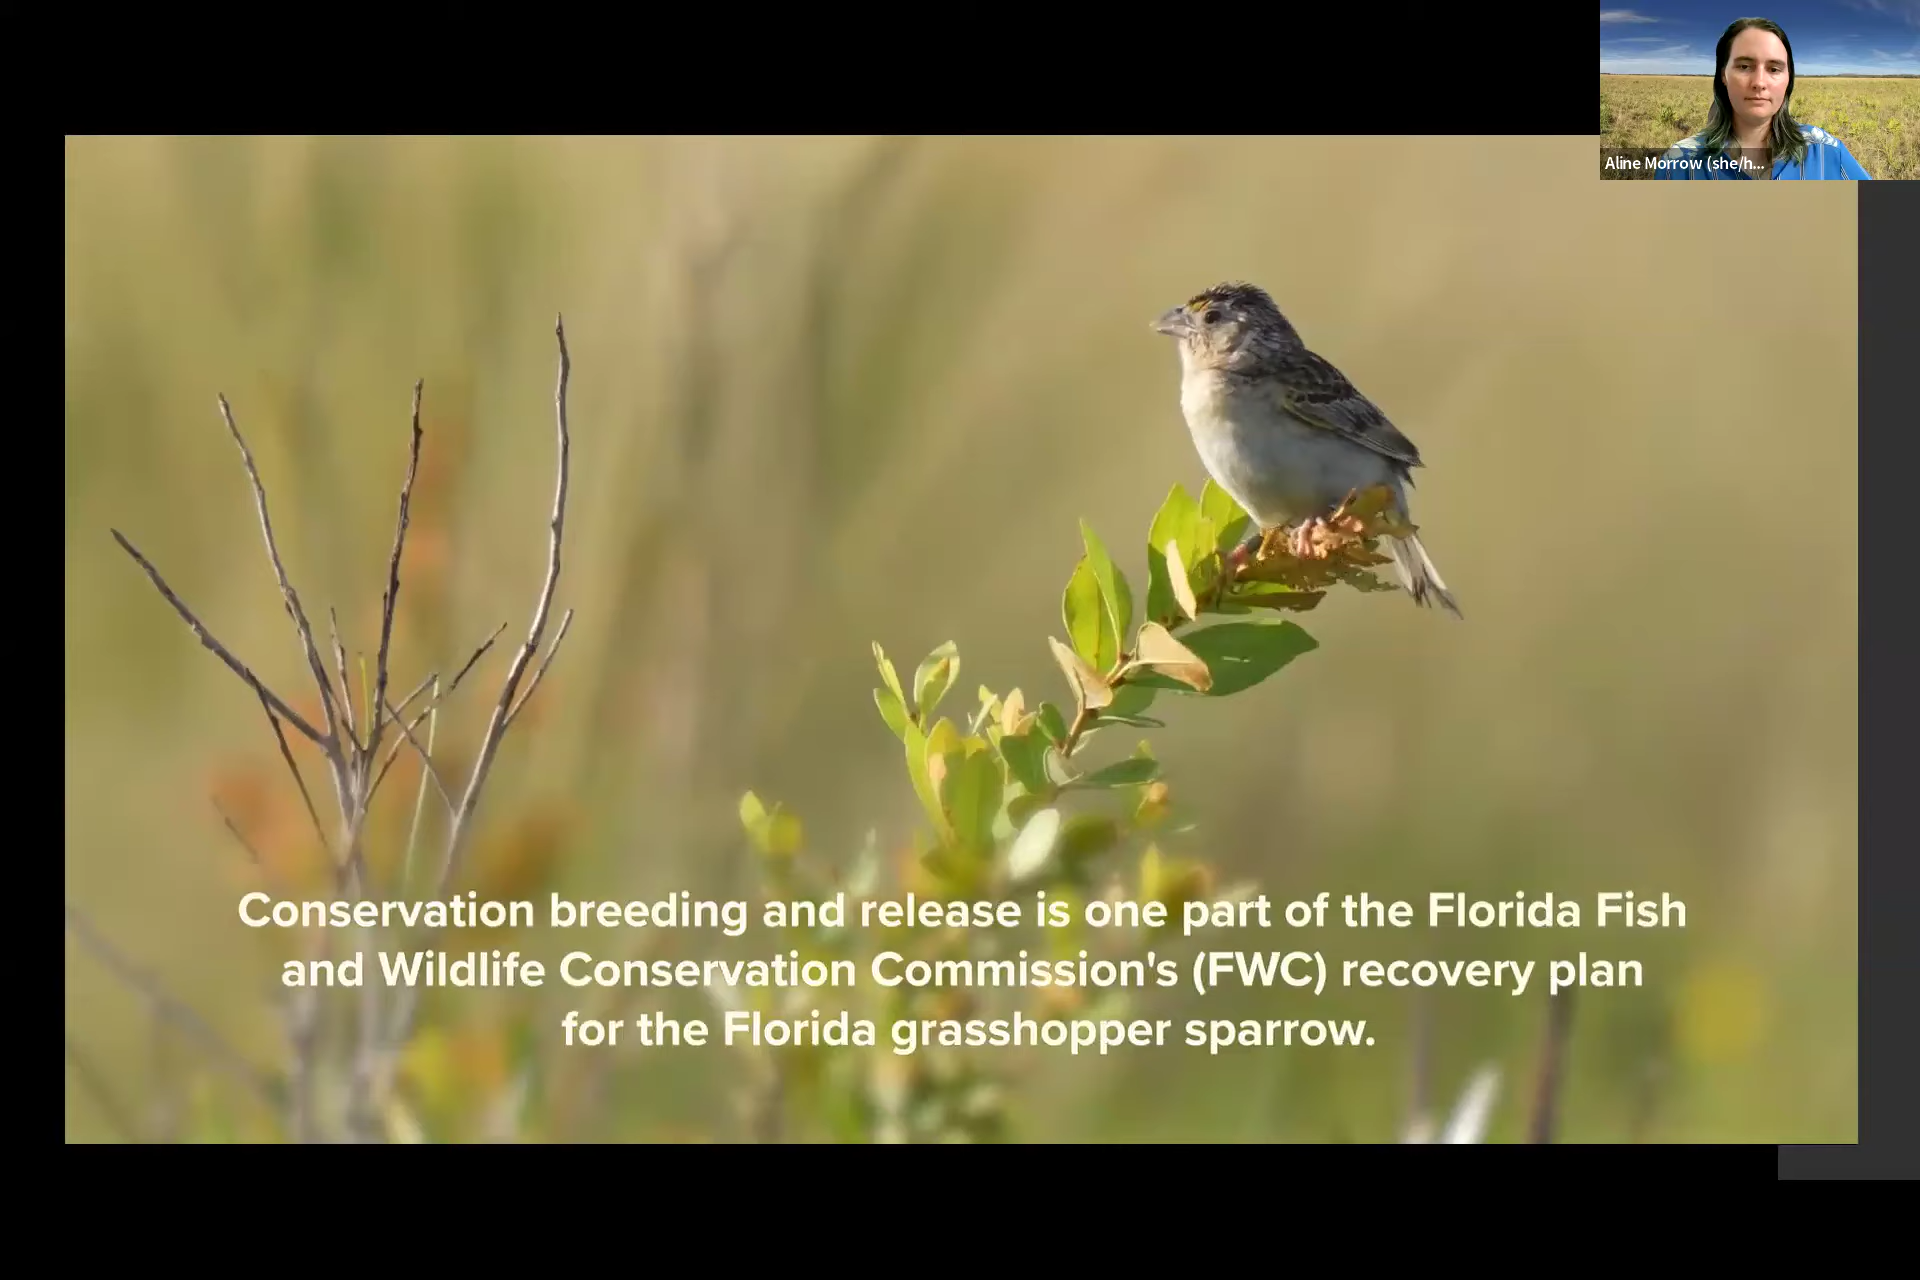 Aline Morrow (she/h...
Conservation breeding and release is one part of the Florida Fish
and Wildlife Conservation Commission's (FWC) recovery plan
for the Florida grasshopper sparrow.